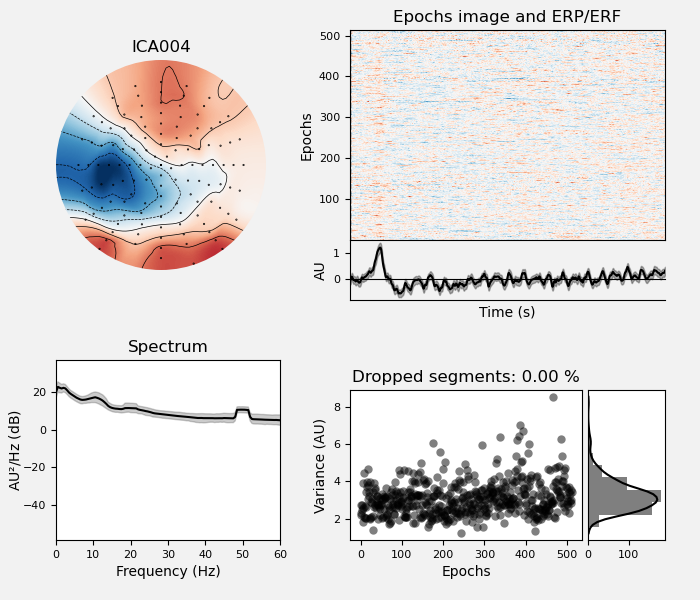 ICA004
Epochs image and ERP/ERF
500
400
300
200
100
Epochs
1
0
AU
Time (s)
Spectrum
20
0
−20
−40
AU²/Hz (dB)
0 10 20 30 40 50 60
Frequency (Hz)
Dropped segments: 0.00 %
8
6
4
2
Variance (AU)
0 100 200 300 400 500
Epochs
0 100